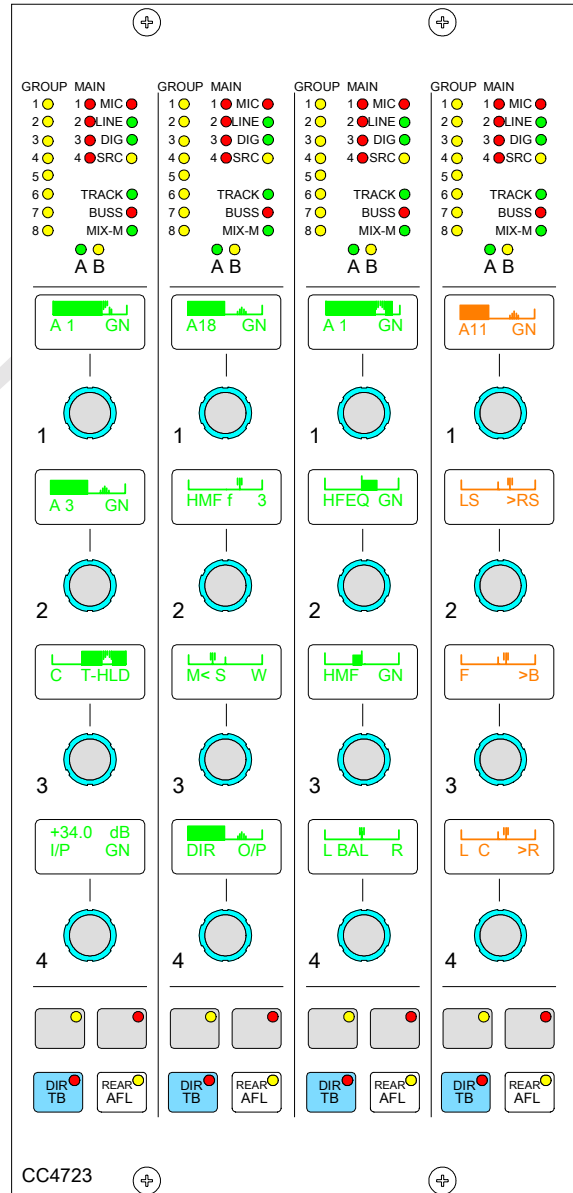 GROUP MAIN GROUP MAIN GROUP MAIN GROUP MAIN
1 1 MIC 1 1 MIC 1 1 MIC 1 1 MIC
2 2 LINE 2 2 LINE 2 2 LINE 2 2 LINE
3 3 DIG 3 3 DIG 3 3 DIG 3 3 DIG
4 4 SRC 4 4 SRC 4 4 SRC 4 4 SRC
5 5 5 5
6 TRACK 6 TRACK 6 TRACK 6 TRACK
7 BUSS 7 BUSS 7 BUSS 7 BUSS
8 MIX-M 8 MIX-M 8 MIX-M 8 MIX-M
A B A B A B A B
A 1 GN A18 GN A 1 GN A11 GN
1 1 1 1
A 3 GN HMF f 3 HFEQ GN LS >RS
2 2 2 2
C T-HLD M< S W HMF GN F >B
3 3 3 3
+34.0 dB
I/P GN DIR O/P L BAL R L C >R
4 4 4 4
DIR REAR DIR REAR DIR REAR DIR REAR
TB AFL TB AFL TB AFL TB AFL
CC4723